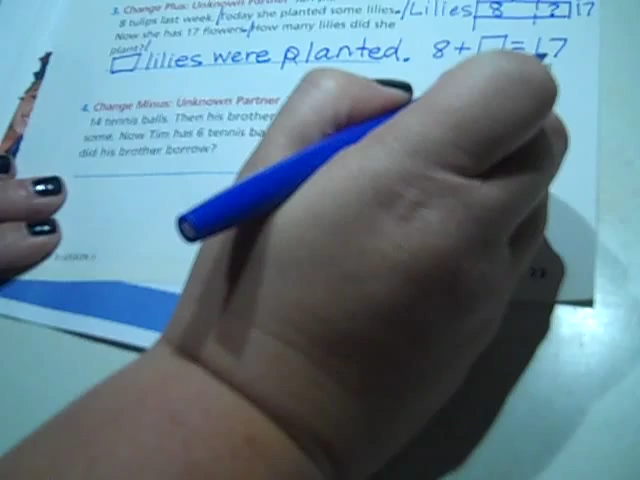 3. Change Plus: Unknown Partner
8 tulips last week. Today she planted some lilies. Lilies 8 ? 17
Now she has 17 flowers. How many lilies did she
plant?
lilies were planted. 8 + □ = 17
4. Change Minus: Unknown Partner
14 tennis balls. Then his brother
some. Now Tim has 6 tennis
did his brother borrow?